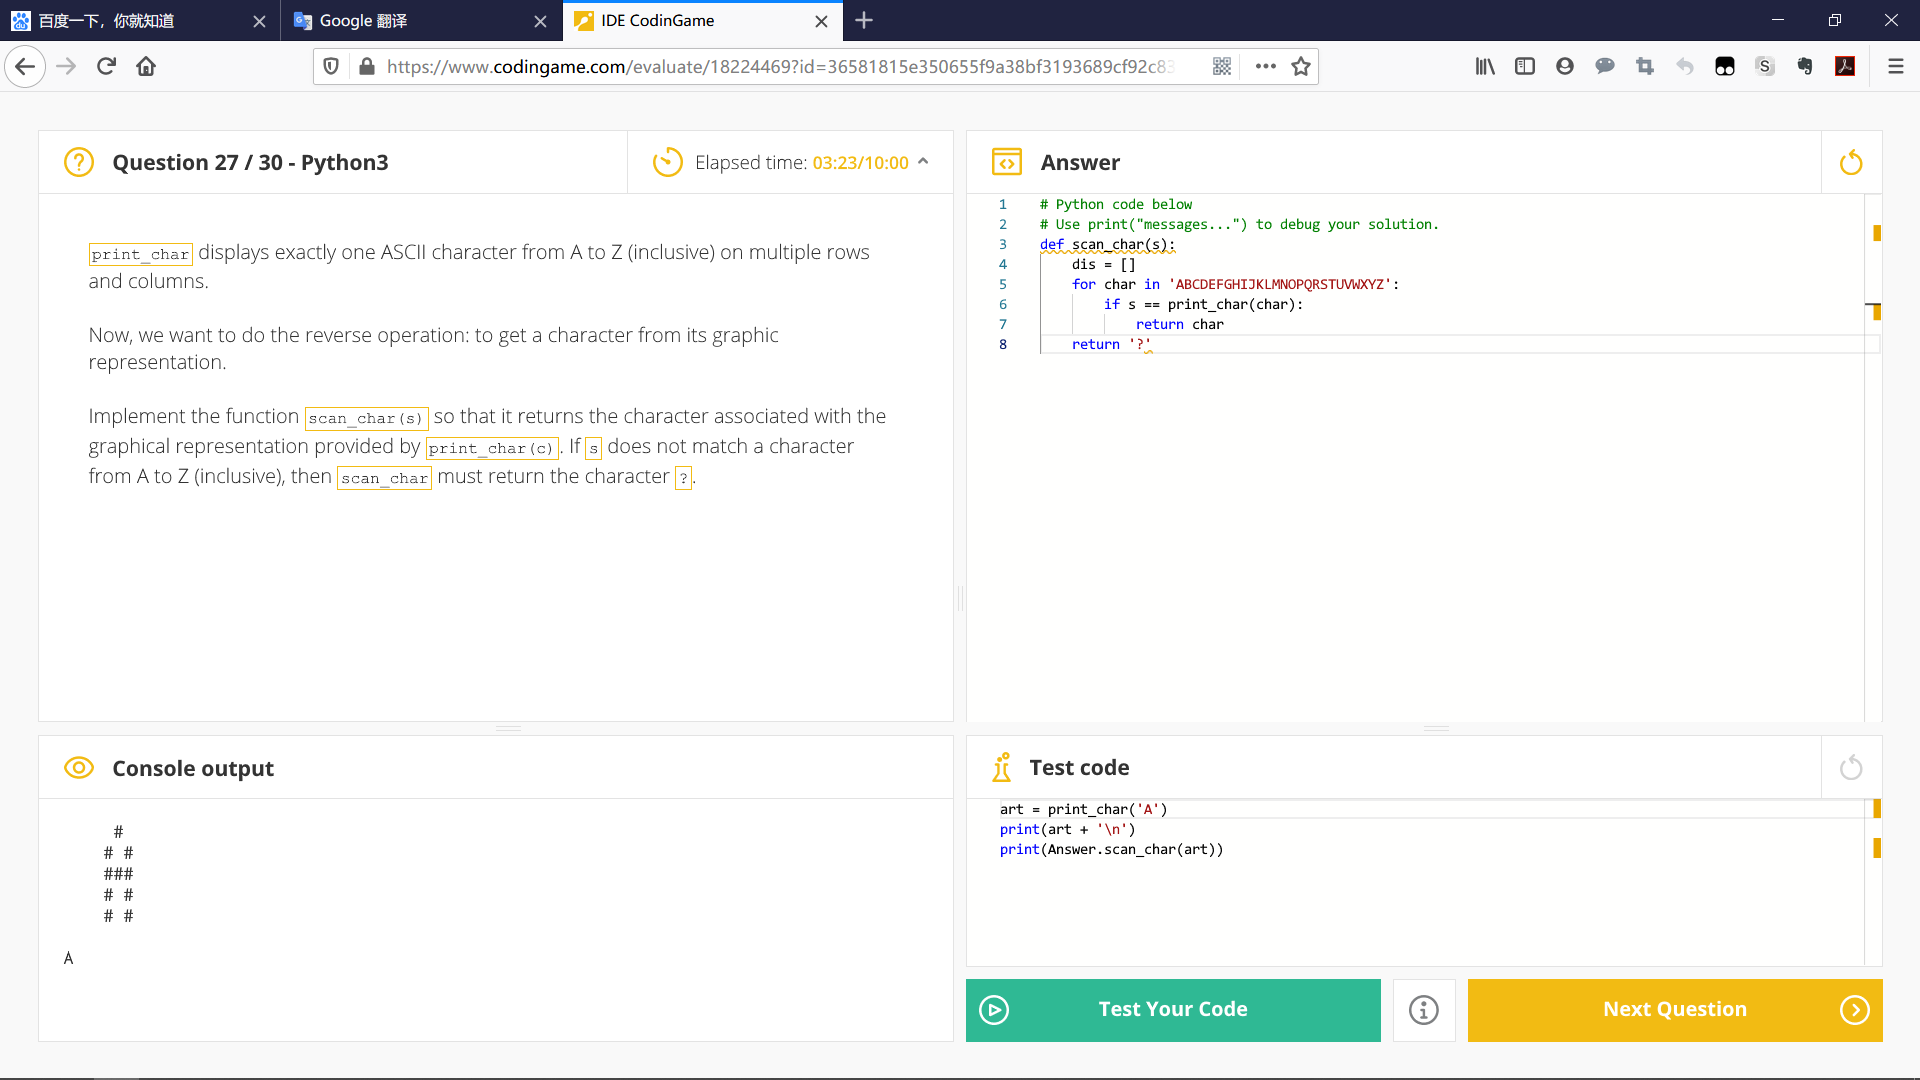 百度一下，你就知道
Google 翻译
IDE CodinGame
https://www.codingame.com/evaluate/18224469?id=36581815e350655f9a38bf3193689cf92c83
Question 27 / 30 - Python3
Elapsed time: 03:23/10:00
print_char displays exactly one ASCII character from A to Z (inclusive) on multiple rows
and columns.
Now, we want to do the reverse operation: to get a character from its graphic
representation.
Implement the function scan_char(s) so that it returns the character associated with the
graphical representation provided by print_char(c). If s does not match a character
from A to Z (inclusive), then scan_char must return the character ?.
Answer
1 # Python code below
2 # Use print("messages...") to debug your solution.
3 def scan_char(s):
4     dis = []
5     for char in 'ABCDEFGHIJKLMNOPQRSTUVWXYZ':
6         if s == print_char(char):
7             return char
8     return '?'
Console output
 #
# #
###
# #
# #
A
Test code
art = print_char('A')
print(art + '\n')
print(Answer.scan_char(art))
Test Your Code
Next Question